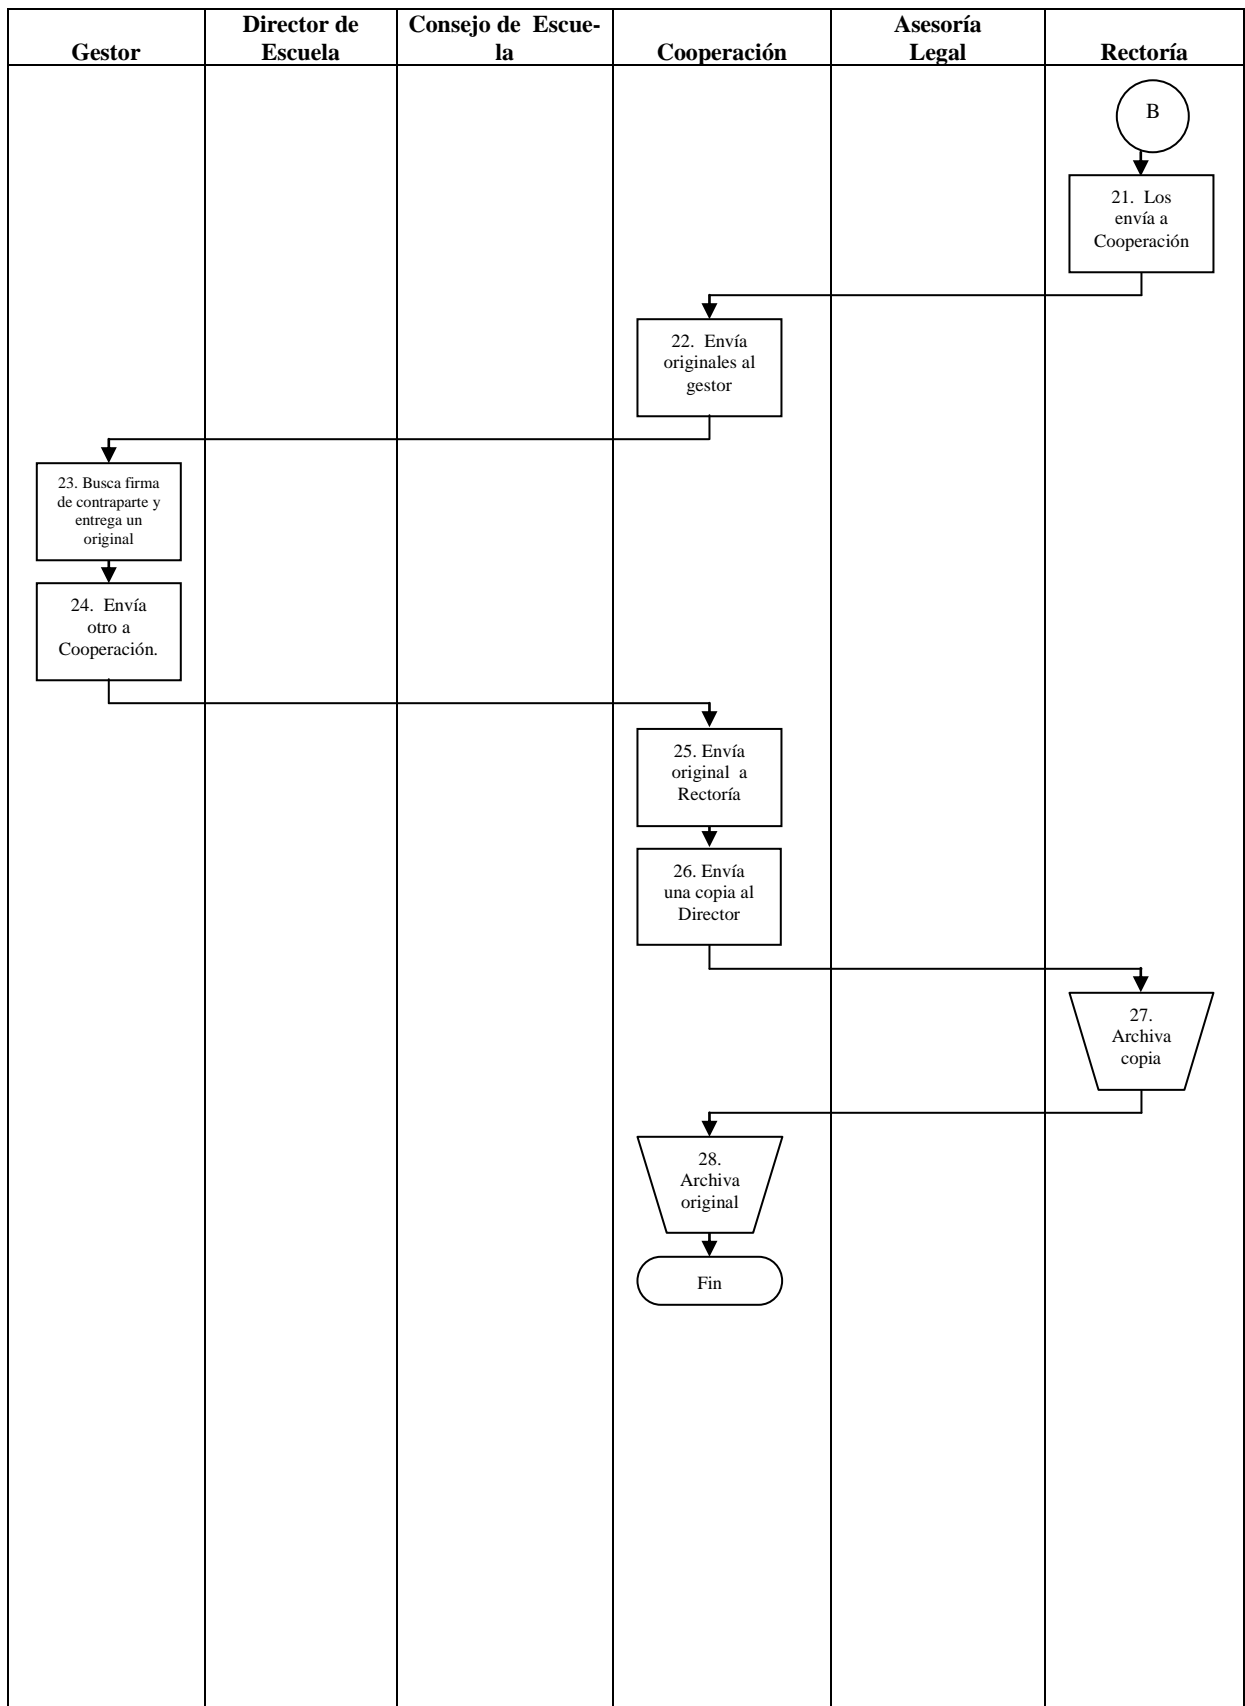 Gestor
Director de
Escuela
Consejo de Escue-
la
Cooperación
Asesoría
Legal
Rectoría
B
21. Los
envía a
Cooperación
22. Envía
originales al
gestor
23. Busca firma
de contraparte y
entrega un
original
24. Envía
otro a
Cooperación.
25. Envía
original a
Rectoría
26. Envía
una copia al
Director
27.
Archiva
copia
28.
Archiva
original
Fin